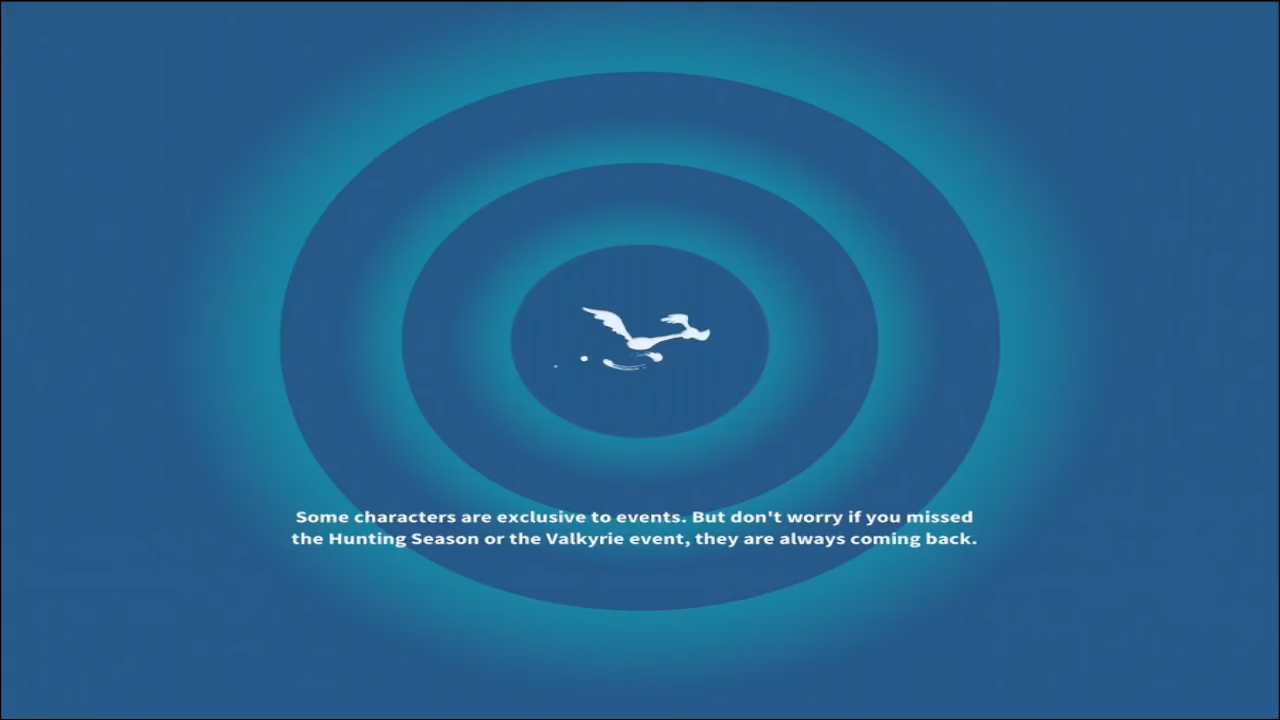 Some characters are exclusive to events. But don't worry if you missed
the Hunting Season or the Valkyrie event, they are always coming back.